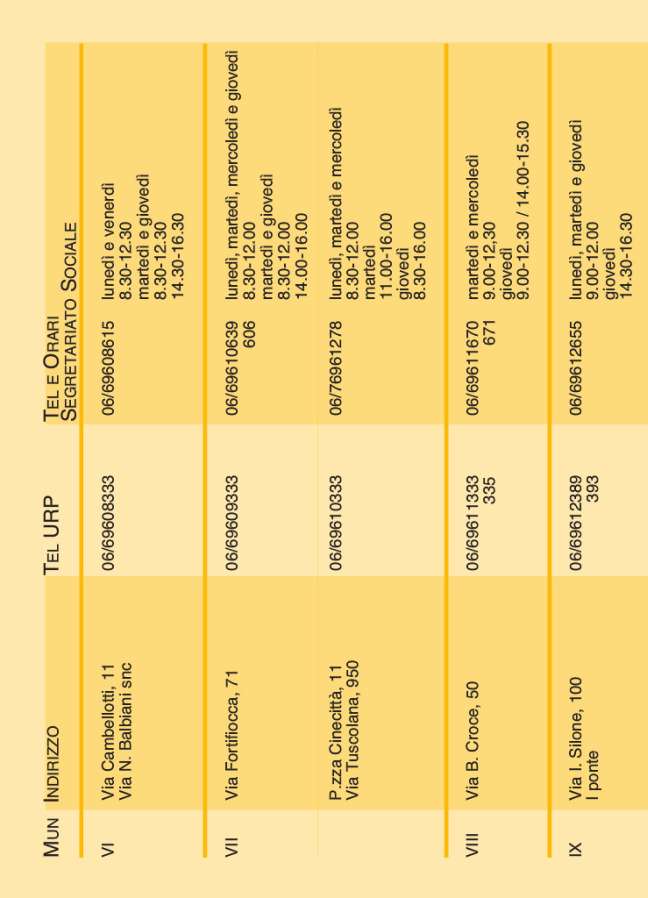 MUN INDIRIZZO TEL URP TEL E ORARI
SEGRETARIATO SOCIALE
VI Via Cambellotti, 11 06/69608333 06/69608615 lunedì e venerdì
Via N. Balbiani snc 8.30-12.30
martedì e giovedì
8.30-12.30
14.30-16.30
VII Via Fortifiocca, 71 06/69609333 06/69610639 lunedì, martedì, mercoledì e giovedì
606 8.30-12.00
martedì e giovedì
8.30-12.00
14.00-16.00
P.zza Cinecittà, 11 06/69610333 06/76961278 lunedì, martedì e mercoledì
Via Tuscolana, 950 8.30-12.00
martedì
11.00-16.00
giovedì
8.30-16.00
VIII Via B. Croce, 50 06/69611333 06/69611670 martedì e mercoledì
335 671 9.00-12,30
giovedì
9.00-12.30 / 14.00-15.30
IX Via I. Silone, 100 06/69612389 06/69612655 lunedì, martedì e giovedì
I ponte 393 9.00-12.00
giovedì
14.30-16.30